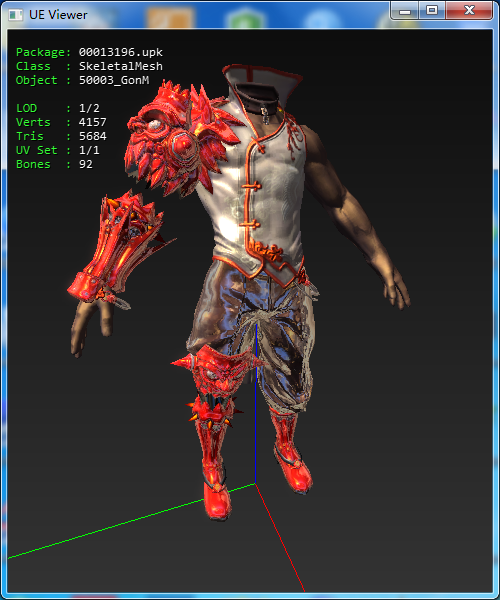 UE Viewer
Package: 00013196.upk
Class : SkeletalMesh
Object : 50003_GonM
LOD : 1/2
Verts : 4157
Tris : 5684
UV Set : 1/1
Bones : 92